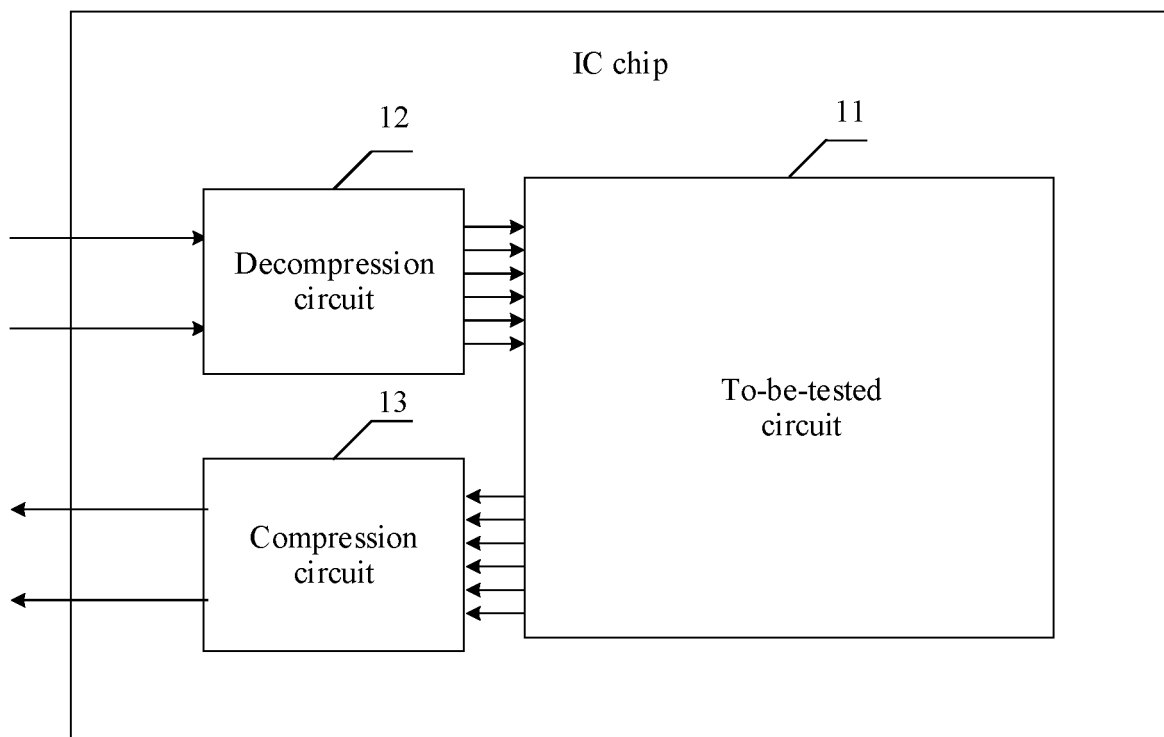 IC chip
12
11
Decompression
circuit
To-be-tested
circuit
13
Compression
circuit